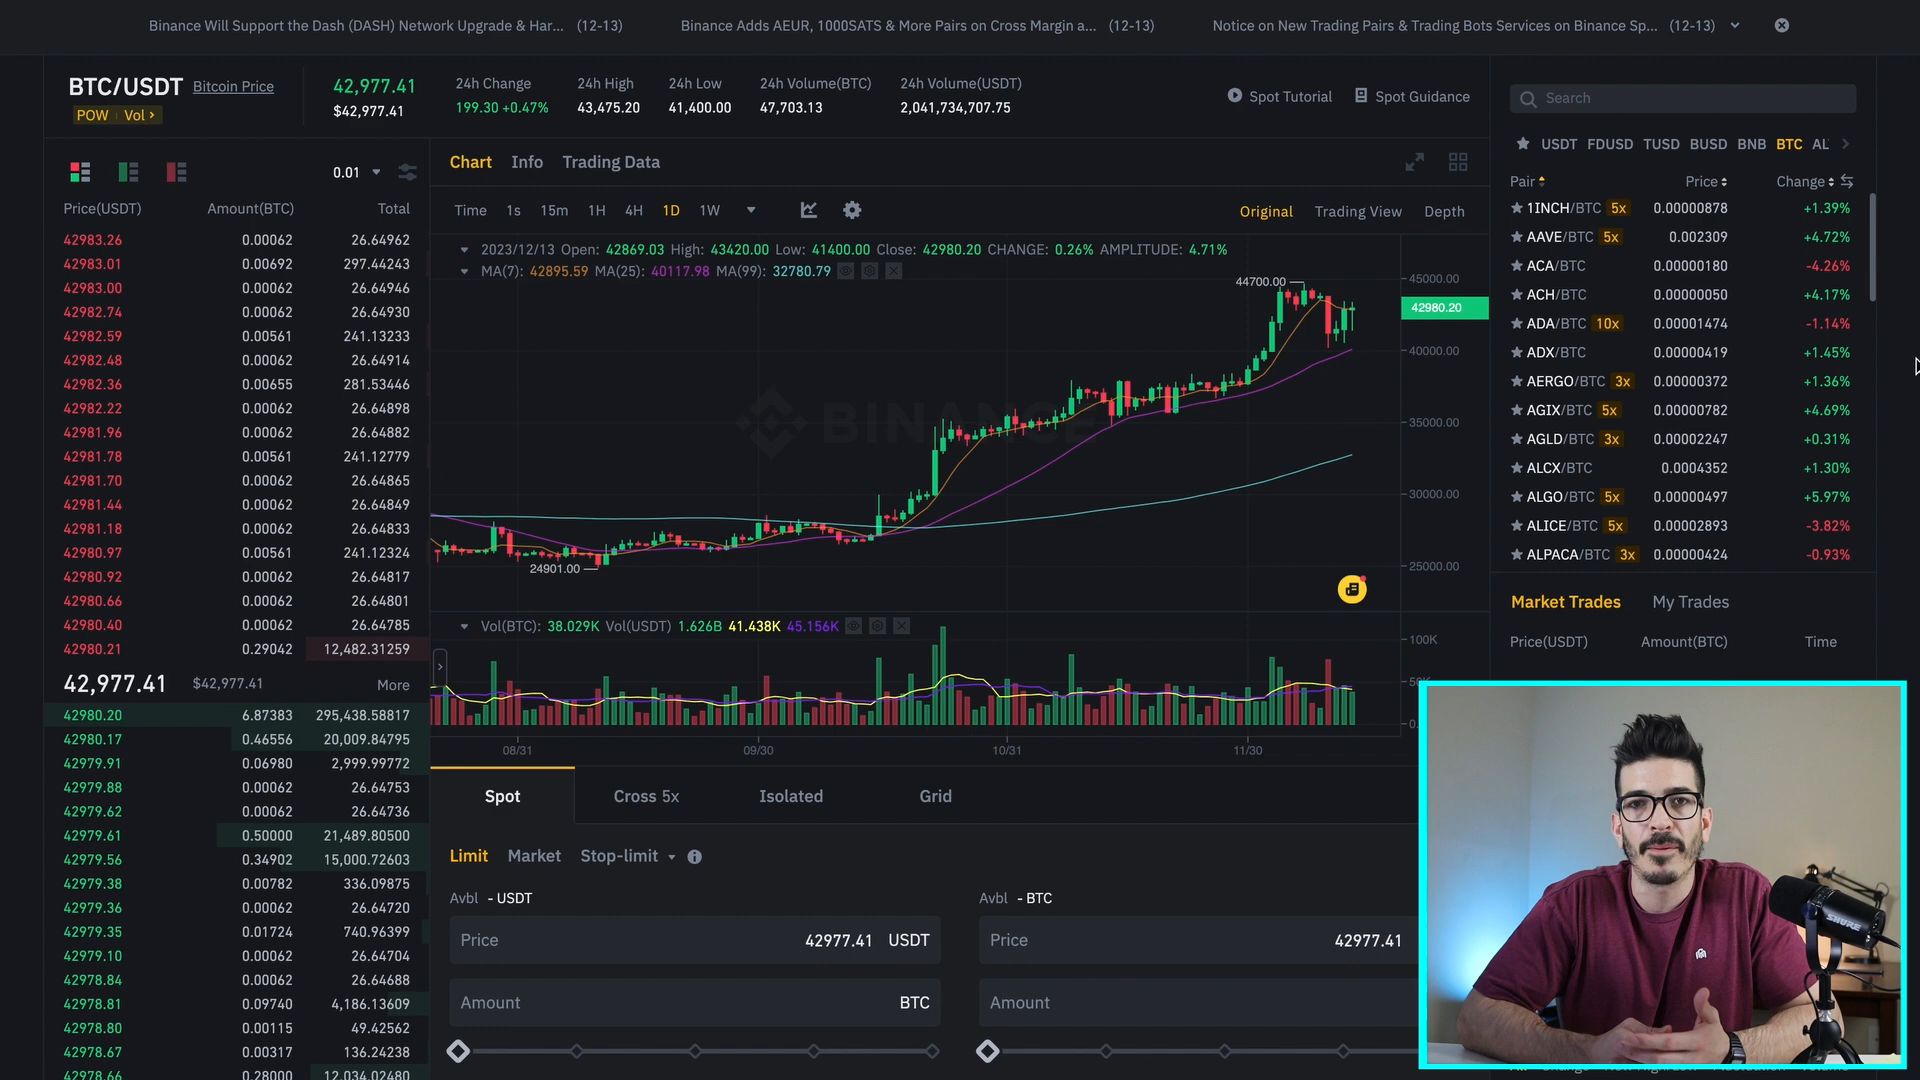 Binance Will Support the Dash (DASH) Network Upgrade & Har... (12-13) Binance Adds AEUR, 1000SATS & More Pairs on Cross Margin a... (12-13) Notice on New Trading Pairs & Trading Bots Services on Binance Sp... (12-13)
BTC/USDT Bitcoin Price
POW Vol
42,977.41
$42,977.41
24h Change
199.30 +0.47%
24h High
43,475.20
24h Low
41,400.00
24h Volume(BTC)
47,703.13
24h Volume(USDT)
2,041,734,707.75
Spot Tutorial Spot Guidance
0.01
Price(USDT) Amount(BTC) Total
42983.26 0.00062 26.64962
42983.01 0.00692 297.44243
42983.00 0.00062 26.64946
42982.74 0.00062 26.64930
42982.59 0.00561 241.13233
42982.48 0.00062 26.64914
42982.36 0.00655 281.53446
42982.22 0.00062 26.64898
42981.96 0.00062 26.64882
42981.78 0.00561 241.12779
42981.70 0.00062 26.64865
42981.44 0.00062 26.64849
42981.18 0.00062 26.64833
42980.97 0.00561 241.12324
42980.92 0.00062 26.64817
42980.66 0.00062 26.64801
42980.40 0.00062 26.64785
42980.21 0.29042 12,482.31259
42,977.41 $42,977.41 More
42980.20 6.87383 295,438.58817
42980.17 0.46556 20,009.84795
42979.91 0.06980 2,999.99772
42979.88 0.00062 26.64753
42979.62 0.00062 26.64736
42979.61 0.50000 21,489.80500
42979.56 0.34902 15,000.72603
42979.38 0.00782 336.09875
42979.36 0.00062 26.64720
42979.35 0.01724 740.96399
42979.10 0.00062 26.64704
42978.84 0.00062 26.64688
42978.81 0.09740 4,186.13609
42978.80 0.00115 49.42562
42978.67 0.00317 136.24238
42978.66 0.28000 12,034.02480
Chart Info Trading Data
Time 1s 15m 1H 4H 1D 1W
Original Trading View Depth
2023/12/13 Open: 42869.03 High: 43420.00 Low: 41400.00 Close: 42980.20 CHANGE: 0.26% AMPLITUDE: 4.71%
MA(7): 42895.59 MA(25): 40117.98 MA(99): 32780.79
44700.00
24901.00
BINANCE
45000.00
42980.20
40000.00
35000.00
30000.00
25000.00
Vol(BTC): 38.029K Vol(USDT) 1.626B 41.438K 45.156K
100K
08/31 09/30 10/31 11/30
Spot Cross 5x Isolated Grid
Limit Market Stop-limit
Avbl - USDT
Price 42977.41 USDT
Amount BTC
Avbl - BTC
Price 42977.41
Amount
Search
USDT FDUSD TUSD BUSD BNB BTC AL
Pair Price Change
1INCH/BTC 5x 0.00000878 +1.39%
AAVE/BTC 5x 0.002309 +4.72%
ACA/BTC 0.00000180 -4.26%
ACH/BTC 0.00000050 +4.17%
ADA/BTC 10x 0.00001474 -1.14%
ADX/BTC 0.00000419 +1.45%
AERGO/BTC 3x 0.00000372 +1.36%
AGIX/BTC 5x 0.00000782 +4.69%
AGLD/BTC 3x 0.00002247 +0.31%
ALCX/BTC 0.0004352 +1.30%
ALGO/BTC 5x 0.00000497 +5.97%
ALICE/BTC 5x 0.00002893 -3.82%
ALPACA/BTC 3x 0.00000424 -0.93%
Market Trades My Trades
Price(USDT) Amount(BTC) Time
SHURE